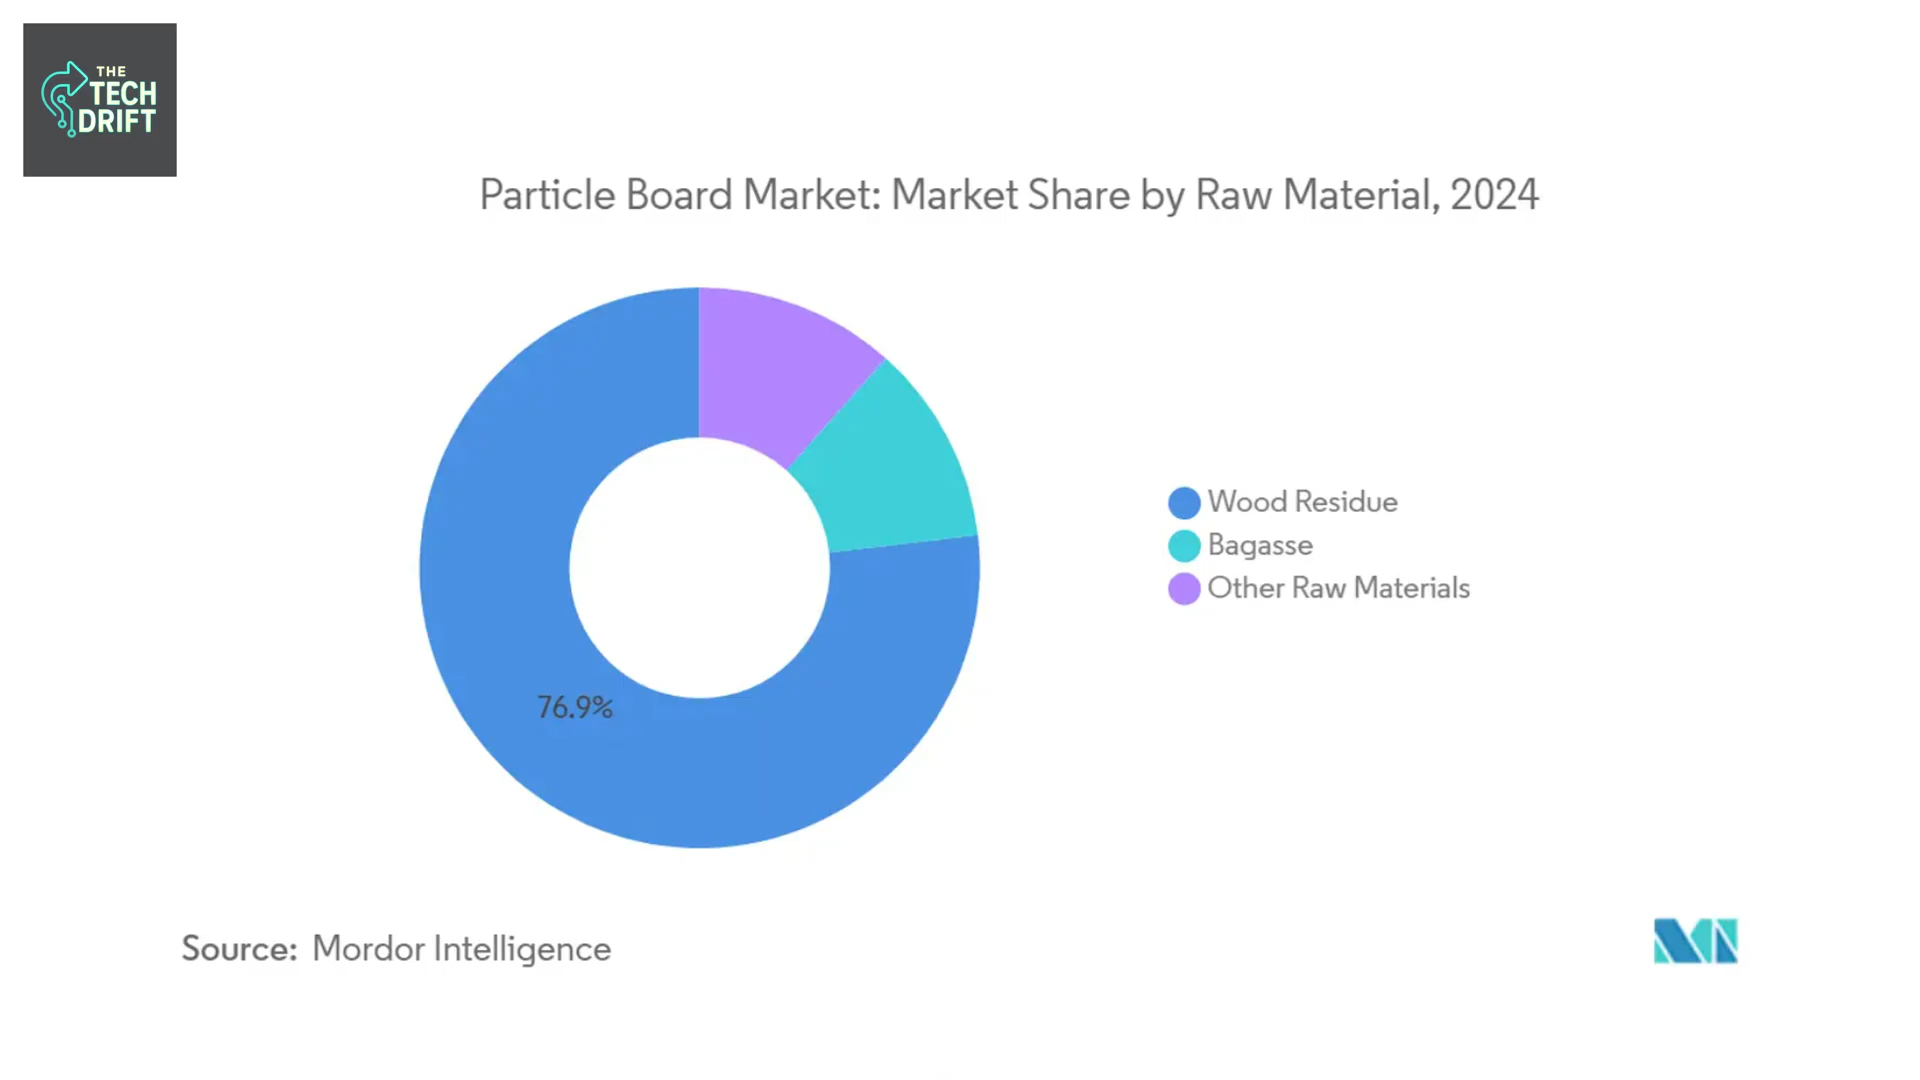 THE
TECH
DRIFT
Particle Board Market: Market Share by Raw Material, 2024
Wood Residue
Bagasse
Other Raw Materials
76.9%
Source: Mordor Intelligence